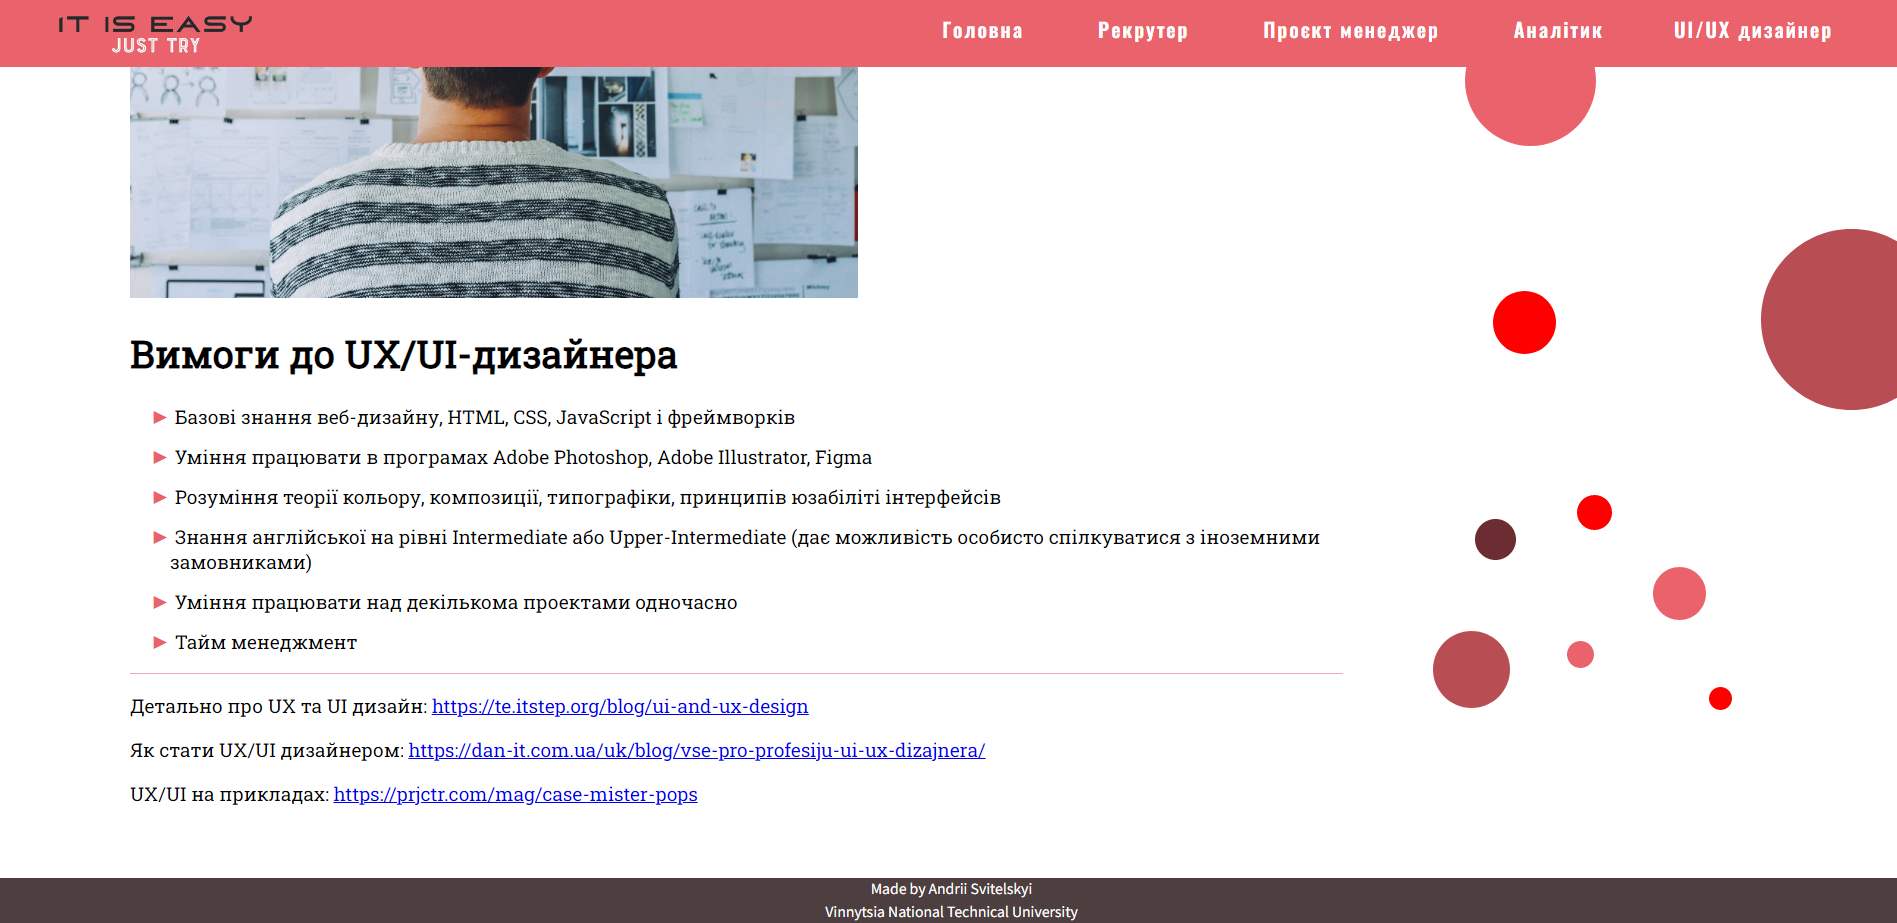 IT IS EASY
JUST TRY
Головна Рекрутер Проєкт менеджер Аналітик UI/UX дизайнер
Вимоги до UX/UI-дизайнера
► Базові знання веб-дизайну, HTML, CSS, JavaScript і фреймворків
► Уміння працювати в програмах Adobe Photoshop, Adobe Illustrator, Figma
► Розуміння теорії кольору, композиції, типографіки, принципів юзабіліті інтерфейсів
► Знання англійської на рівні Intermediate або Upper-Intermediate (дає можливість особисто спілкуватися з іноземними
замовниками)
► Уміння працювати над декількома проектами одночасно
► Тайм менеджмент
Детально про UX та UI дизайн: https://te.itstep.org/blog/ui-and-ux-design
Як стати UX/UI дизайнером: https://dan-it.com.ua/uk/blog/vse-pro-profesiju-ui-ux-dizajnera/
UX/UI на прикладах: https://prjctr.com/mag/case-mister-pops
Made by Andrii Svitelskyi
Vinnytsia National Technical University